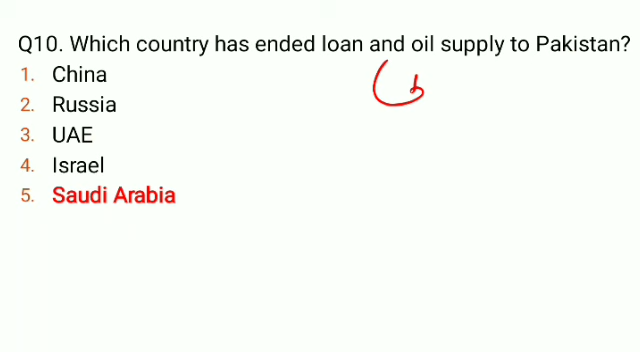 Q10. Which country has ended loan and oil supply to Pakistan?
1. China
2. Russia
3. UAE
4. Israel
5. Saudi Arabia